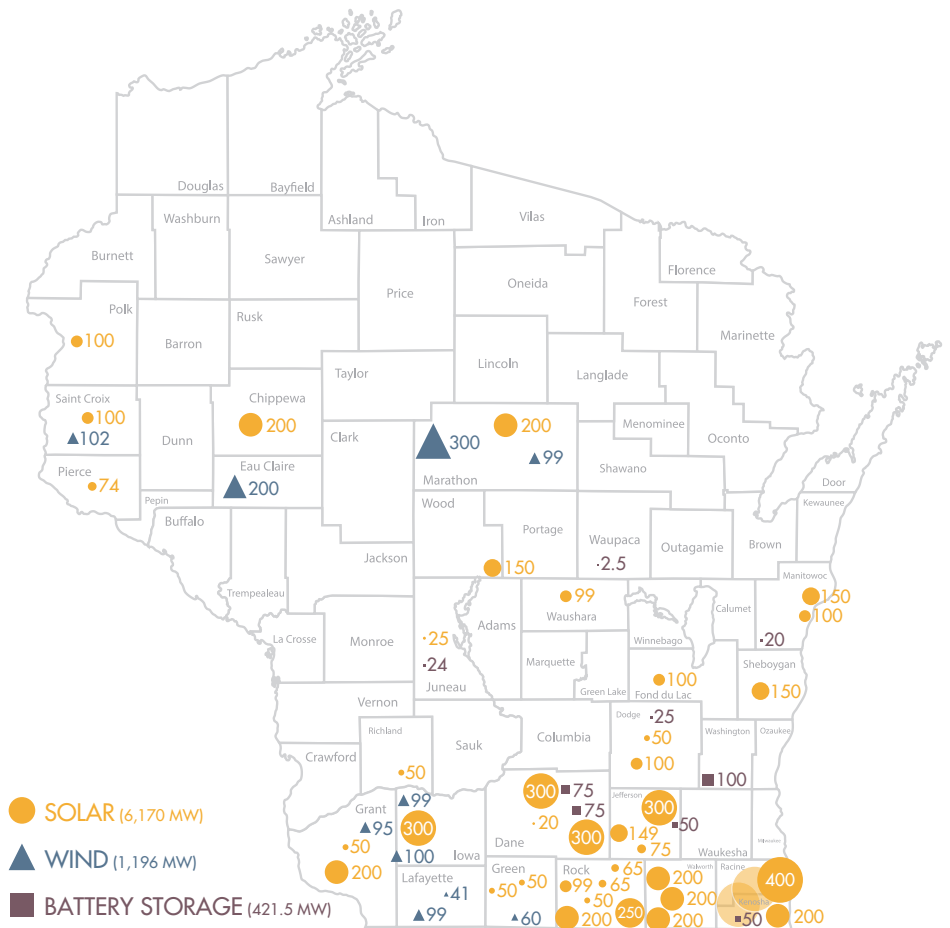 Douglas
Bayfield
Ashland
Iron
Vilas
Washburn
Burnett
Sawyer
Price
Oneida
Florence
Forest
Marinette
Polk
100
Rusk
Barron
Lincoln
Langlade
Taylor
Saint Croix
100
102
Chippewa
200
Dunn
Clark
300
200
99
Marathon
Menominee
Oconto
Shawano
Pierce
74
Eau Claire
200
Pepin
Buffalo
Wood
Portage
Waupaca
2.5
Outagamie
Brown
Door
Kewaunee
Jackson
150
Trempealeau
Manitowoc
150
100
20
99
Waushara
Calumet
Winnebago
La Crosse
Monroe
25
24
Juneau
Adams
Marquette
Green Lake
100
Fond du Lac
Sheboygan
150
Vernon
Richland
50
Sauk
Columbia
Dodge
25
50
100
Washington
Ozaukee
100
Crawford
Grant
95
50
200
99
300
100
Iowa
300
75
75
20
300
Dane
Jefferson
300
50
149
75
Waukesha
Milwaukee
Lafayette
41
99
Green
50
50
60
Rock
65
99
65
50
200
250
Walworth
200
200
200
Racine
400
Kenosha
50
200
SOLAR (6,170 MW)
WIND (1,196 MW)
BATTERY STORAGE (421.5 MW)